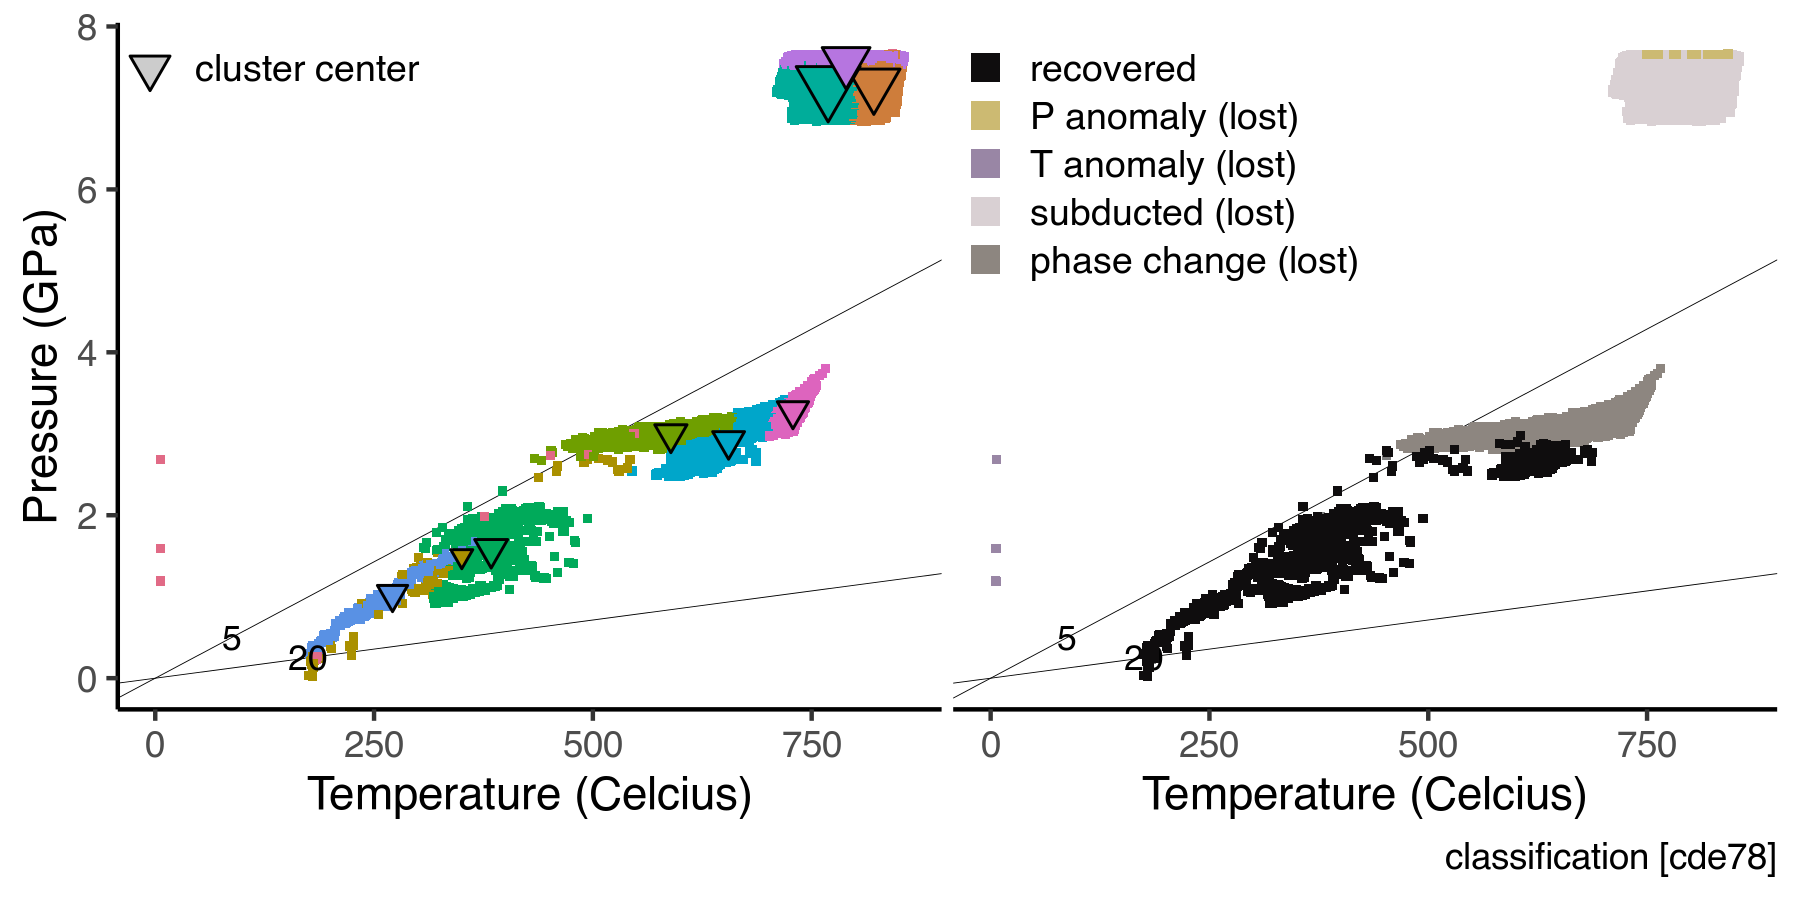 8
6
4
2
0
Pressure (GPa)
cluster center
5
20
0
250
500
750
Temperature (Celcius)
recovered
P anomaly (lost)
T anomaly (lost)
subducted (lost)
phase change (lost)
5
20
0
250
500
750
Temperature (Celcius)
classification [cde78]